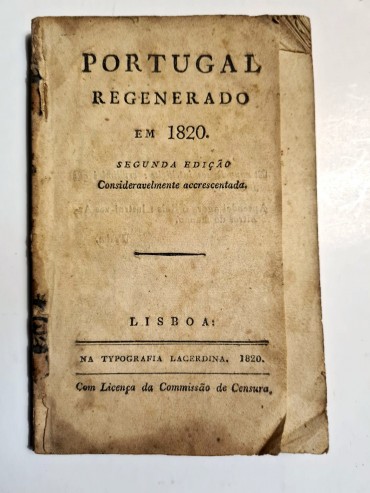 PORTUGAL
REGENERADO
EM 1820.
SEGUNDA EDIÇÃO
Consideravelmente accrescentada.
LISBOA:
NA TYPOGRAFIA LACERDINA. 1820.
Com Licença da Commissão de Censura.